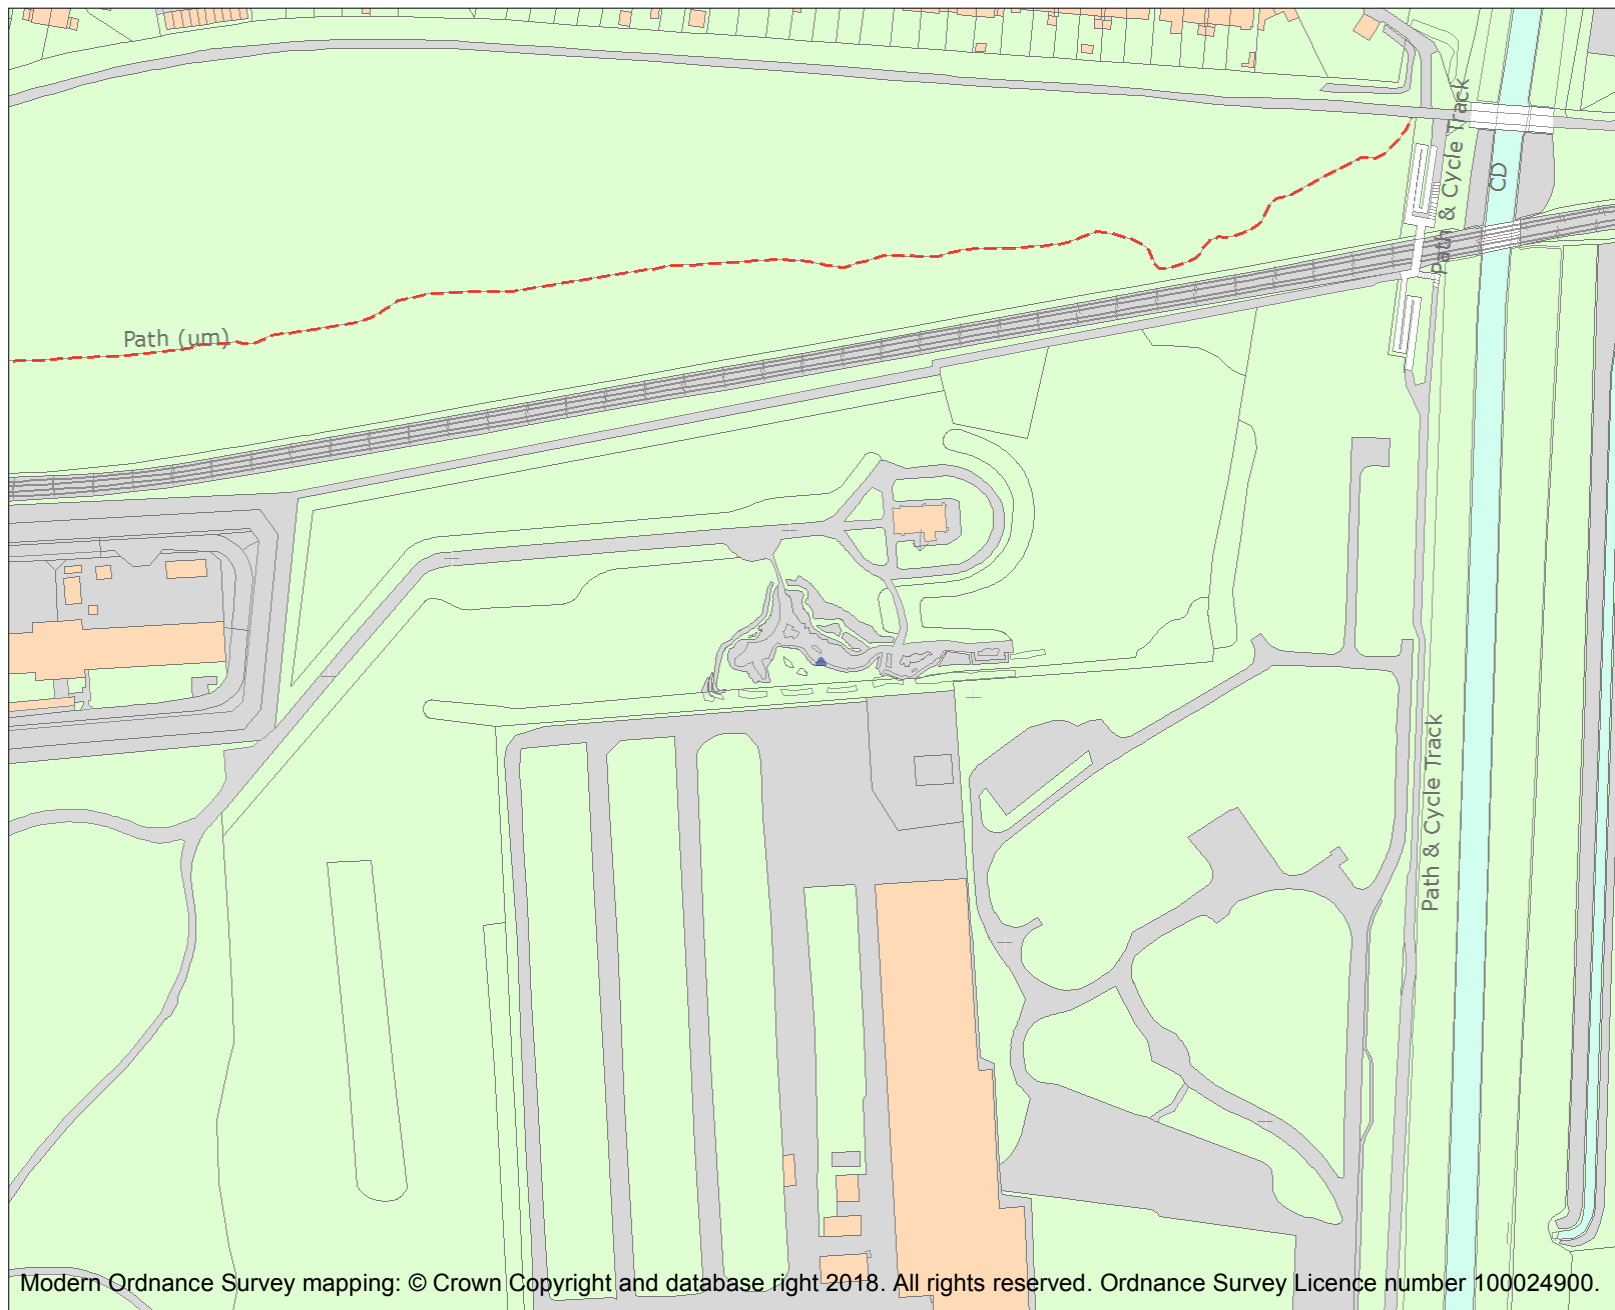 Path & Cycle Track
CD
Path (um)
Path & Cycle Track
Modern Ordnance Survey mapping: © Crown Copyright and database right 2018. All rights reserved. Ordnance Survey Licence number 100024900.